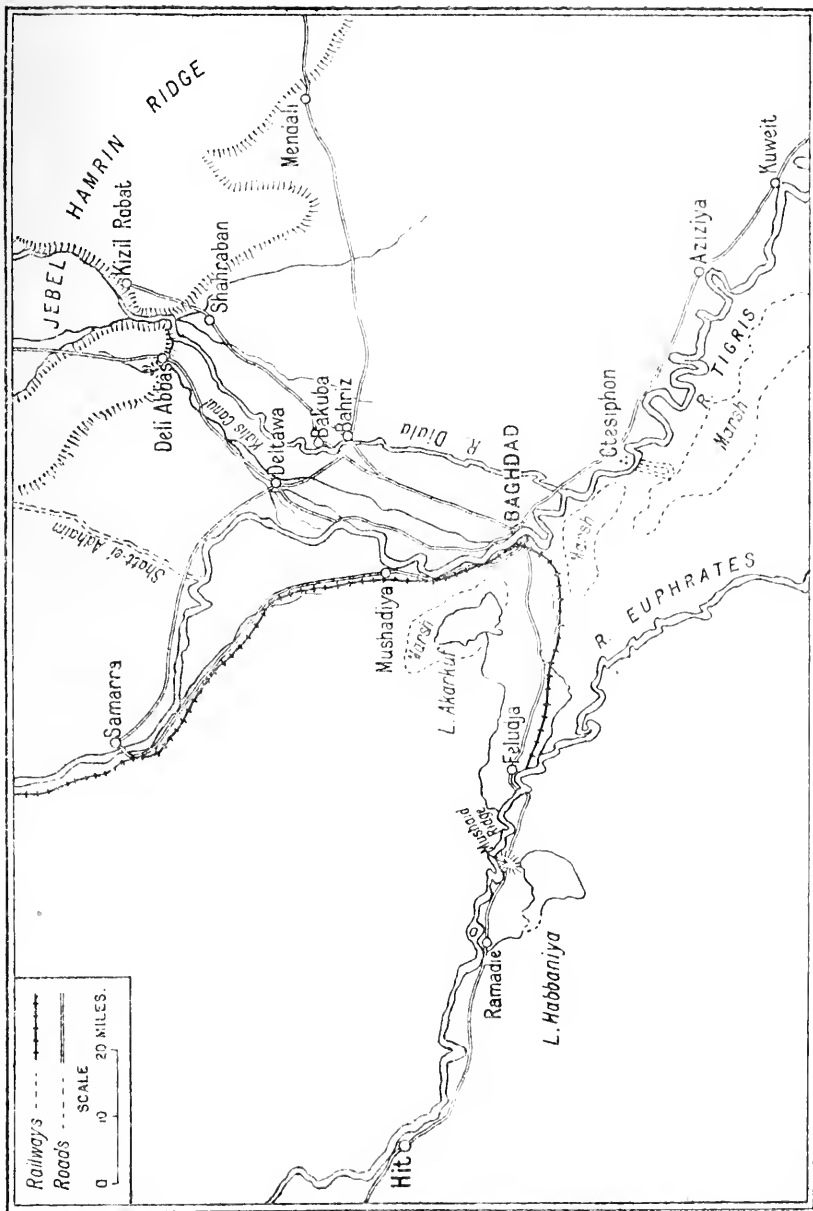 Railways
Roads
SCALE
0 10 20 MILES.
JEBEL HAMRIN RIDGE
Kizil Robat
Mendali
Shahraban
Deli Abbas
Shatt el Adhaim
Samarra
Deltawa
Kalis Canal
Bakuba
Bahriz
R. Diala
Mushadiya
Marsh
L. Akarkuf
BAGHDAD
Ctesiphon
Aziziya
Kuweit
R. TIGRIS
Marsh
Marsh
R. EUPHRATES
Feludja
Mushaid
Ridge
Ramadie
L. Habbaniya
Hit